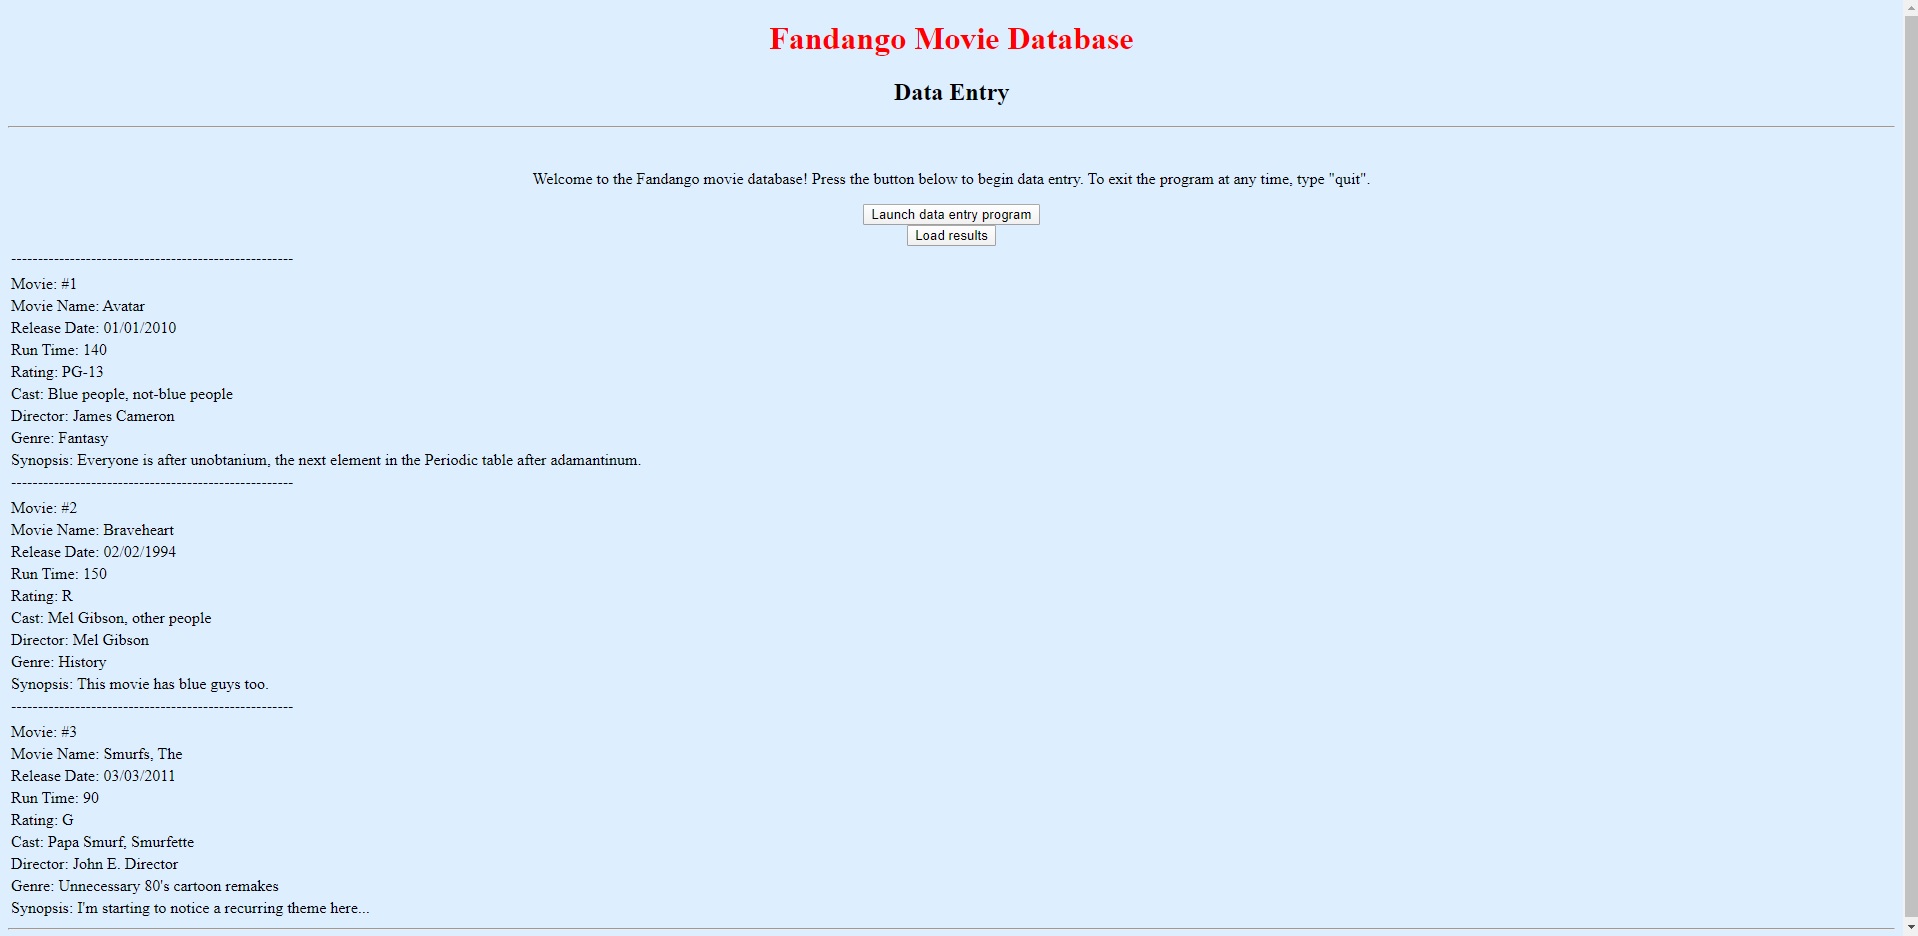 Fandango Movie Database
Data Entry
Welcome to the Fandango movie database! Press the button below to begin data entry. To exit the program at any time, type "quit".
Launch data entry program
Load results
-----------------------------------------------------
Movie: #1
Movie Name: Avatar
Release Date: 01/01/2010
Run Time: 140
Rating: PG-13
Cast: Blue people, not-blue people
Director: James Cameron
Genre: Fantasy
Synopsis: Everyone is after unobtanium, the next element in the Periodic table after adamantinum.
-----------------------------------------------------
Movie: #2
Movie Name: Braveheart
Release Date: 02/02/1994
Run Time: 150
Rating: R
Cast: Mel Gibson, other people
Director: Mel Gibson
Genre: History
Synopsis: This movie has blue guys too.
-----------------------------------------------------
Movie: #3
Movie Name: Smurfs, The
Release Date: 03/03/2011
Run Time: 90
Rating: G
Cast: Papa Smurf, Smurfette
Director: John E. Director
Genre: Unnecessary 80's cartoon remakes
Synopsis: I'm starting to notice a recurring theme here...